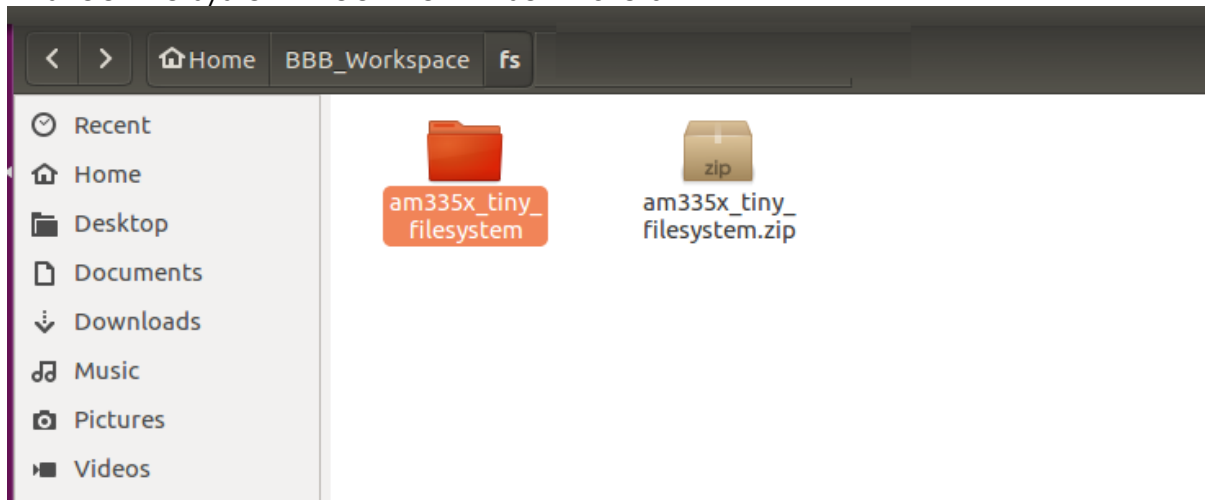 Home BBB_Workspace fs
Recent
Home
Desktop
Documents
Downloads
Music
Pictures
Videos
am335x_tiny_
filesystem
zip
am335x_tiny_
filesystem.zip